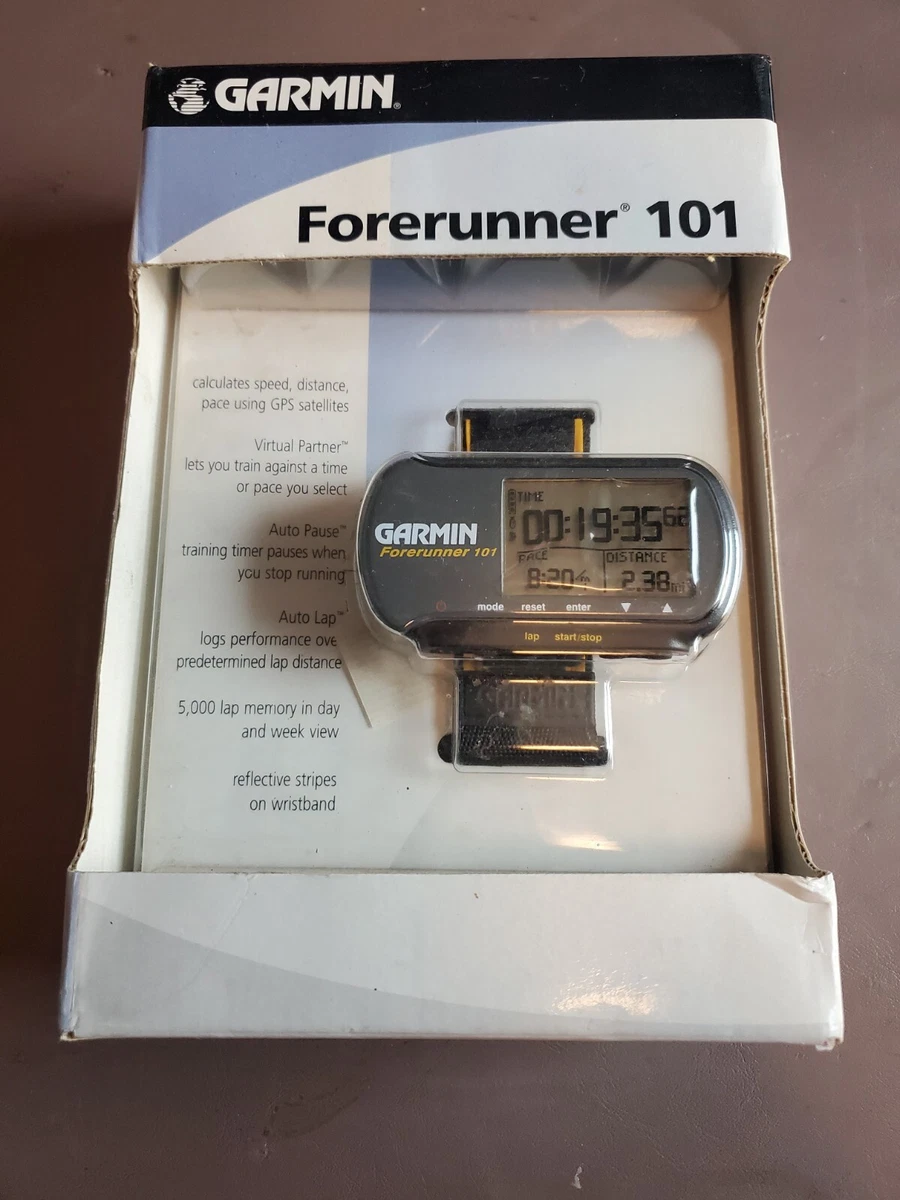 GARMIN®
Forerunner® 101
calculates speed, distance,
pace using GPS satellites
Virtual Partner™
lets you train against a time
or pace you select
Auto Pause™
training timer pauses when
you stop running
Auto Lap™
logs performance ove
predetermined lap distance
5,000 lap memory in day
and week view
reflective stripes
on wristband
GARMIN
Forerunner 101
TIME
00:19:35
PACE DISTANCE
8:20/m 2.38mi
mode reset enter ▼ ▲
lap start/stop